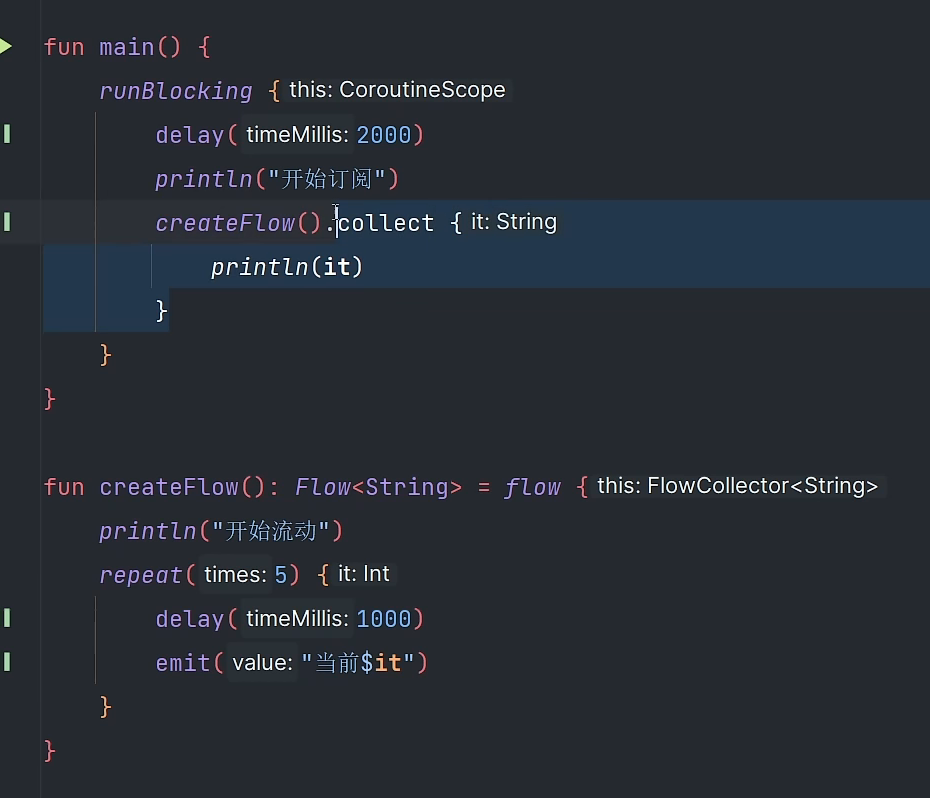 fun main() {
runBlocking { this: CoroutineScope
delay( timeMillis: 2000)
println("开始订阅")
createFlow().collect { it: String
println(it)
}
}
}
fun createFlow(): Flow<String> = flow { this: FlowCollector<String>
println("开始流动")
repeat( times: 5) { it: Int
delay( timeMillis: 1000)
emit( value: "当前$it")
}
}